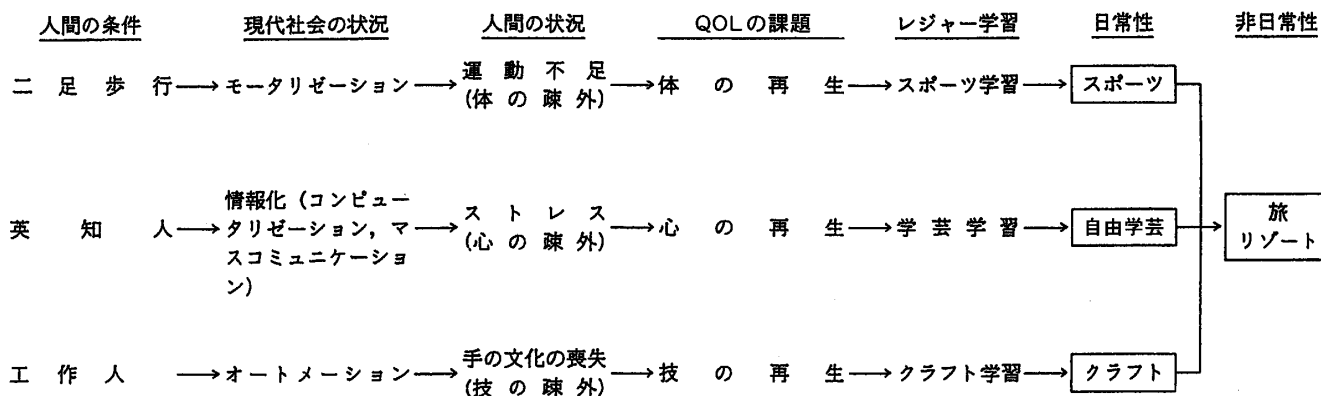 人間の条件 現代社会の状況 人間の状況 QOLの課題 レジャー学習 日常性 非日常性
二足歩行 → モータリゼーション → 運動不足 → 体の再生 → スポーツ学習 → スポーツ
(体の疎外)
情報化(コンピュー
英知人 → タリゼーション,マ → ストレス → 心の再生 → 学芸学習 → 自由学芸 → 旅
スコミュニケーショ (心の疎外) リゾート
ン)
工作人 → オートメーション → 手の文化の喪失 → 技の再生 → クラフト学習 → クラフト
(技の疎外)